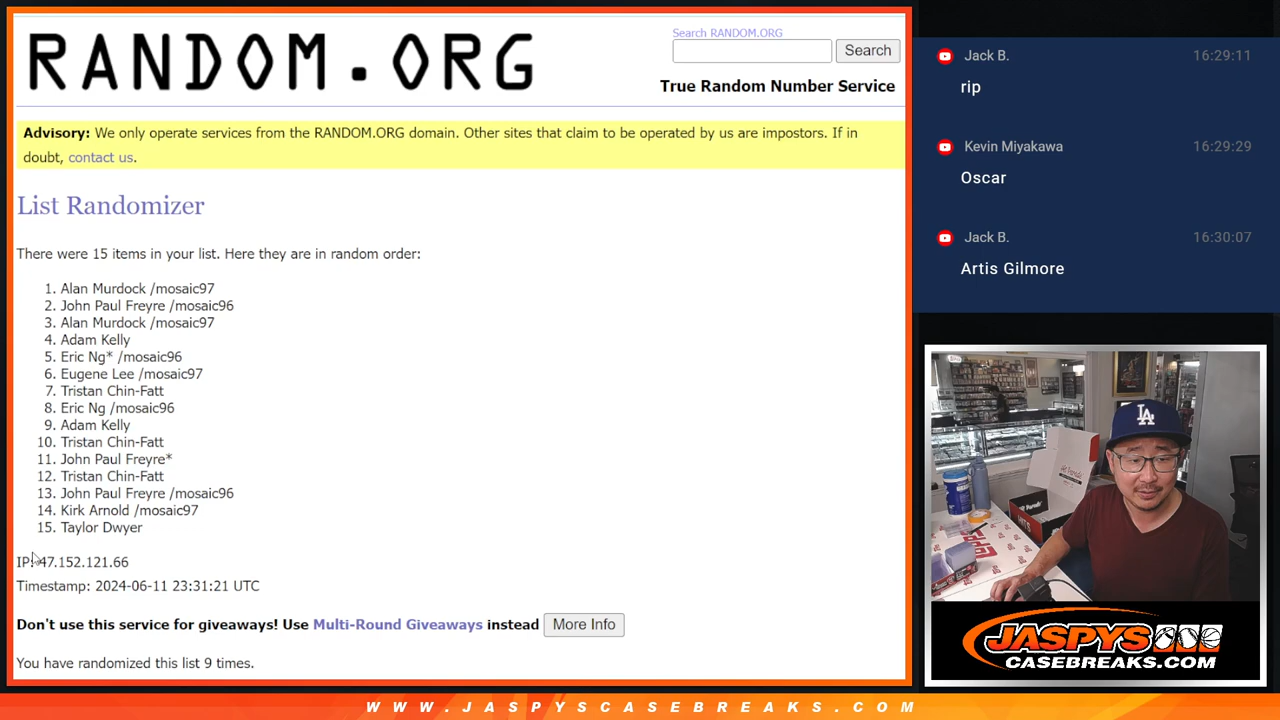 RANDOM.ORG
Search RANDOM.ORG
Search
True Random Number Service
Advisory: We only operate services from the RANDOM.ORG domain. Other sites that claim to be operated by us are impostors. If in
doubt, contact us.
List Randomizer
There were 15 items in your list. Here they are in random order:
1. Alan Murdock /mosaic97
2. John Paul Freyre /mosaic96
3. Alan Murdock /mosaic97
4. Adam Kelly
5. Eric Ng* /mosaic96
6. Eugene Lee /mosaic97
7. Tristan Chin-Fatt
8. Eric Ng /mosaic96
9. Adam Kelly
10. Tristan Chin-Fatt
11. John Paul Freyre*
12. Tristan Chin-Fatt
13. John Paul Freyre /mosaic96
14. Kirk Arnold /mosaic97
15. Taylor Dwyer
IP: 47.152.121.66
Timestamp: 2024-06-11 23:31:21 UTC
Don't use this service for giveaways! Use Multi-Round Giveaways instead More Info
You have randomized this list 9 times.
Jack B. 16:29:11
rip
Kevin Miyakawa 16:29:29
Oscar
Jack B. 16:30:07
Artis Gilmore
LA
JASPYS
CASEBREAKS.COM
WWW.JASPYSCASEBREAKS.COM